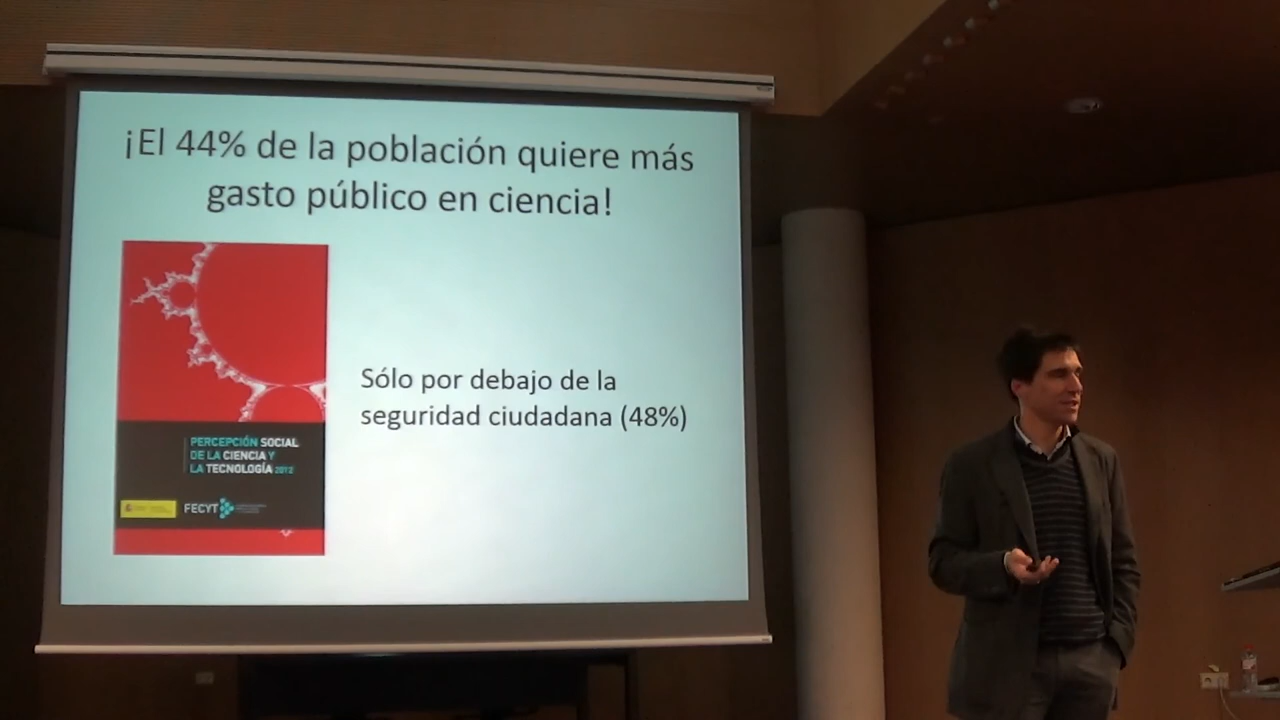 ¡El 44% de la población quiere más
gasto público en ciencia!
Sólo por debajo de la
seguridad ciudadana (48%)
PERCEPCIÓN SOCIAL
DE LA CIENCIA Y
LA TECNOLOGÍA 2012
FECYT